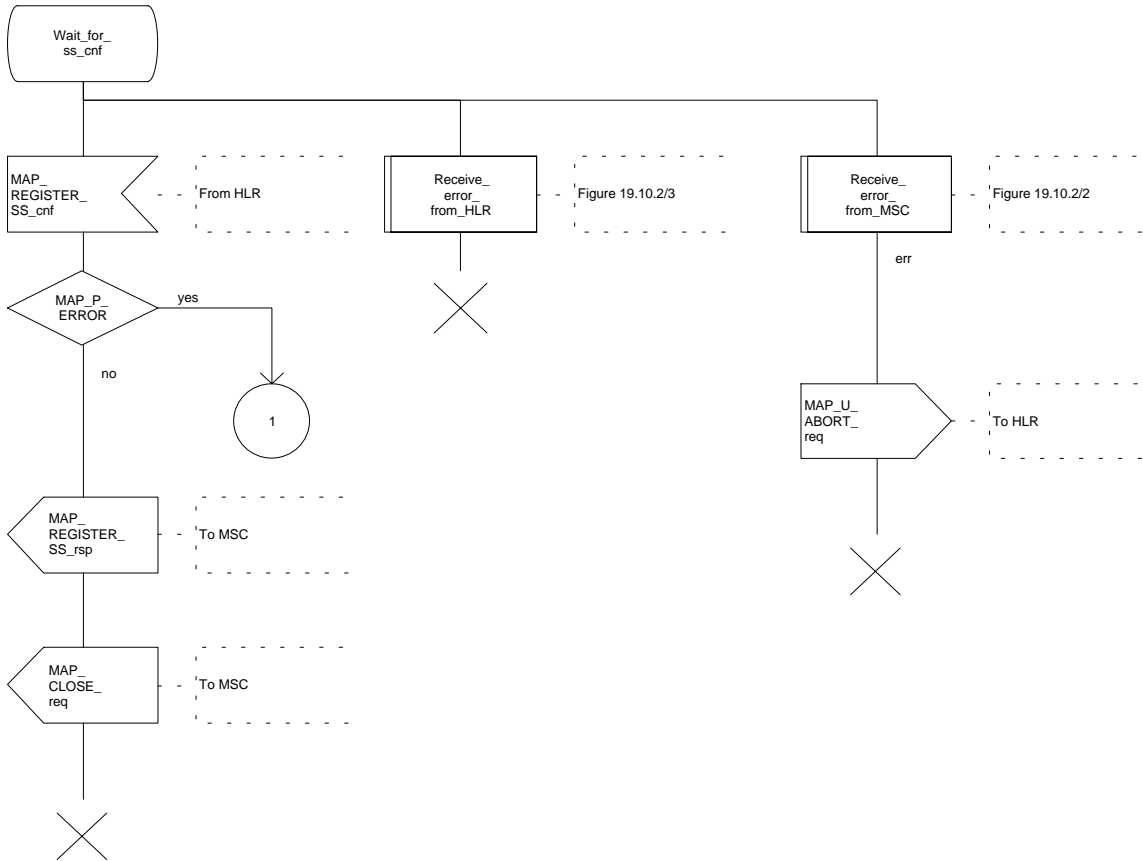 Wait_for_
ss_cnf
MAP_
REGISTER_
SS_cnf
From HLR
Receive_
error_
from_HLR
Figure 19.10.2/3
Receive_
error_
from_MSC
Figure 19.10.2/2
err
MAP_P_
ERROR
yes
no
1
MAP_U_
ABORT_
req
To HLR
MAP_
REGISTER_
SS_rsp
To MSC
MAP_
CLOSE_
req
To MSC